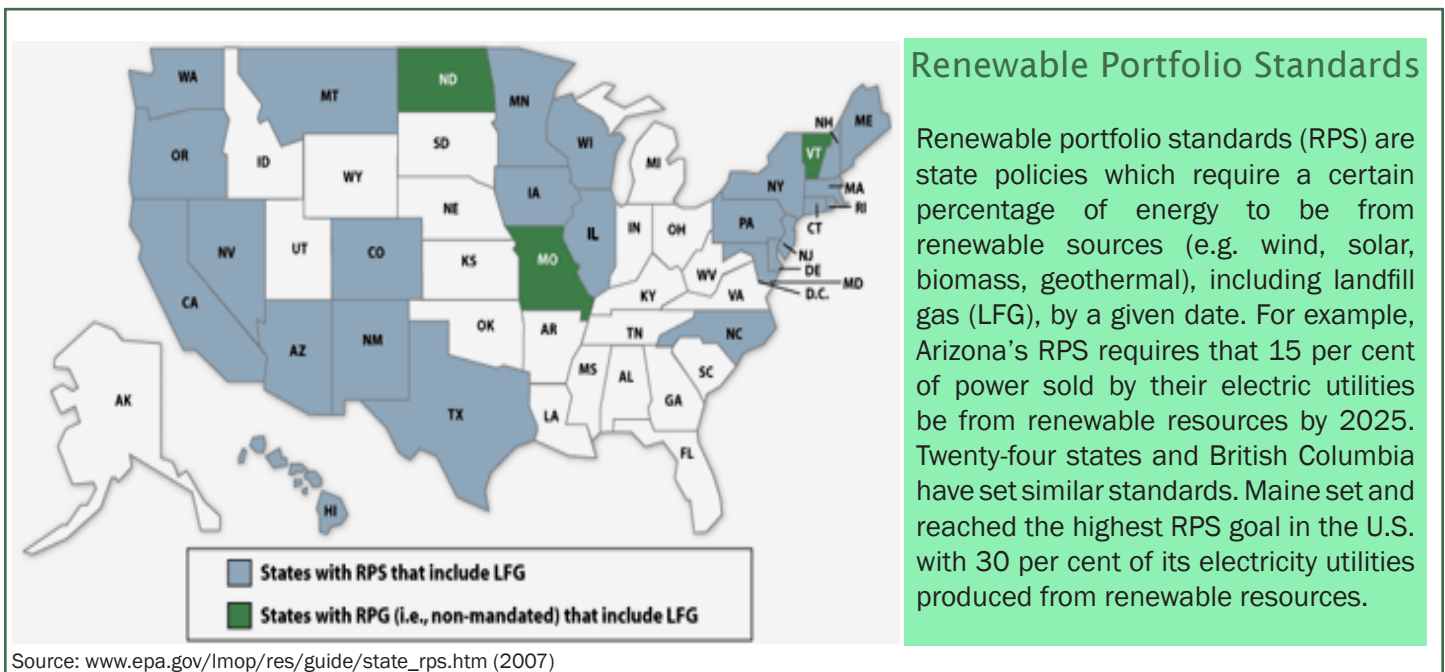 WA
MT
ND
MN
OR
ID
WY
SD
WI
MI
NH
ME
VT
NY
MA
RI
CT
PA
NJ
DE
MD
D.C.
NV
UT
CO
NE
IA
IL
IN
OH
WV
VA
KY
KS
MO
CA
AZ
NM
OK
AR
TN
NC
SC
MS
AL
GA
LA
TX
FL
AK
HI
States with RPS that include LFG
States with RPG (i.e., non-mandated) that include LFG
Source: www.epa.gov/lmop/res/guide/state_rps.htm (2007)
Renewable Portfolio Standards
Renewable portfolio standards (RPS) are
state policies which require a certain
percentage of energy to be from
renewable sources (e.g. wind, solar,
biomass, geothermal), including landfill
gas (LFG), by a given date. For example,
Arizona's RPS requires that 15 per cent
of power sold by their electric utilities
be from renewable resources by 2025.
Twenty-four states and British Columbia
have set similar standards. Maine set and
reached the highest RPS goal in the U.S.
with 30 per cent of its electricity utilities
produced from renewable resources.